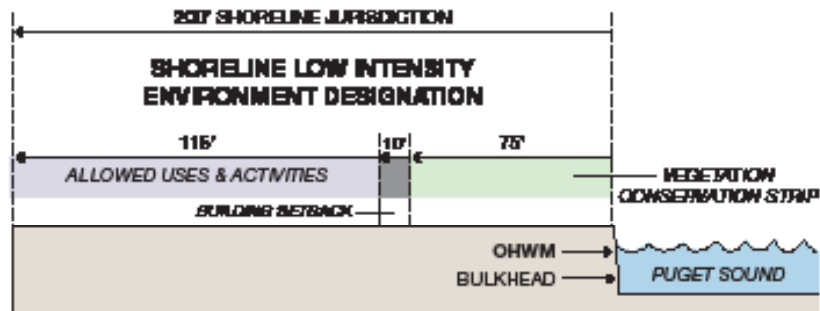 200' SHORELINE JURISDICTION
SHORELINE LOW INTENSITY
ENVIRONMENT DESIGNATION
115' 10' 75'
ALLOWED USES & ACTIVITIES
VEGETATION
CONSERVATION STRIP
BUILDING SETBACK
OHWM
BULKHEAD
PUGET SOUND